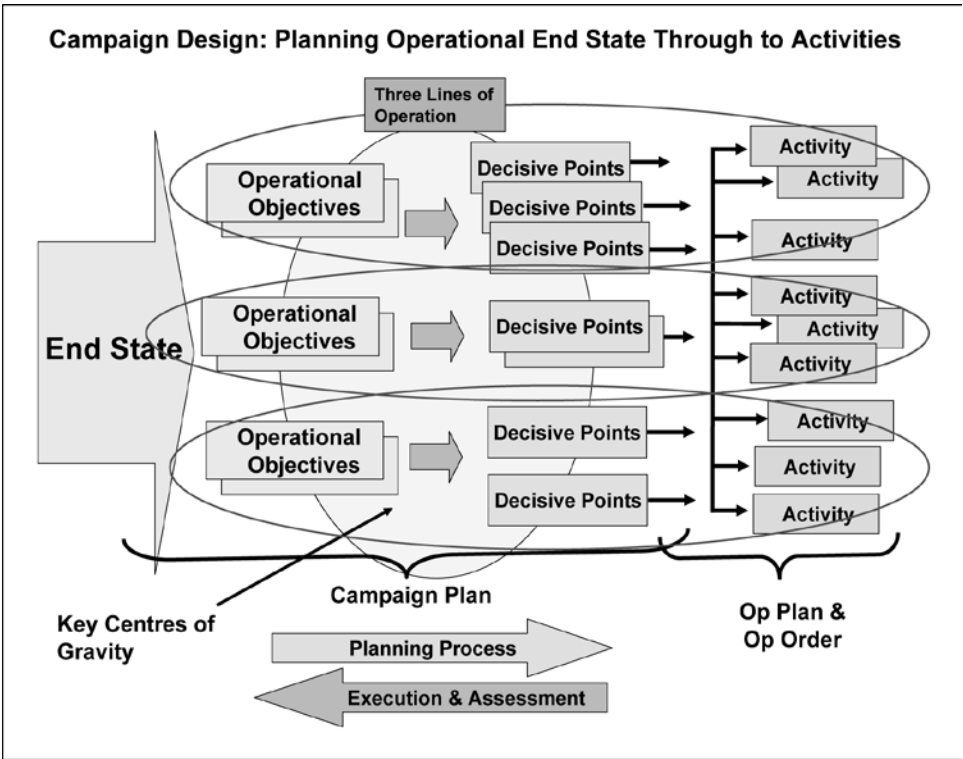 Campaign Design: Planning Operational End State Through to Activities
Three Lines of
Operation
Operational
Objectives
Decisive Points
Decisive Points
Decisive Points
Activity
Activity
Activity
End State
Operational
Objectives
Decisive Points
Activity
Activity
Activity
Operational
Objectives
Decisive Points
Decisive Points
Activity
Activity
Activity
Key Centres of
Gravity
Campaign Plan
Op Plan &
Op Order
Planning Process
Execution & Assessment